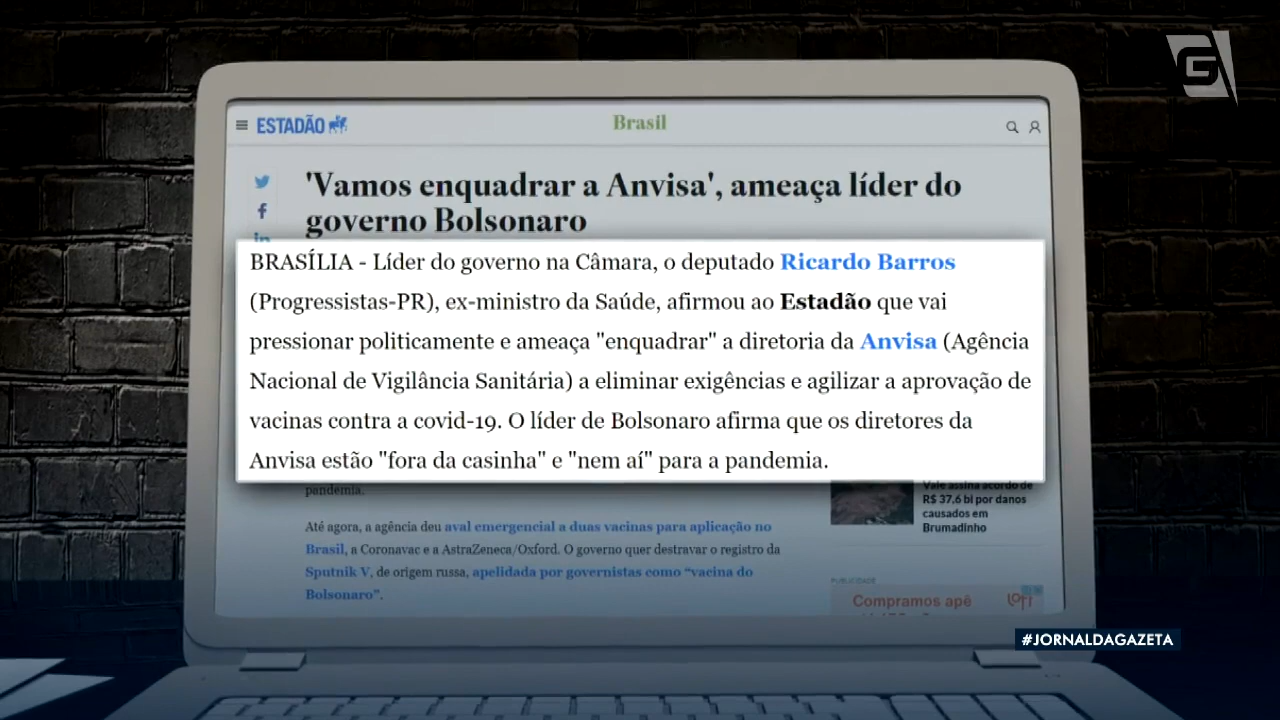 G
ESTADÃO
Brasil
'Vamos enquadrar a Anvisa', ameaça líder do
governo Bolsonaro
BRASÍLIA - Líder do governo na Câmara, o deputado Ricardo Barros
(Progressistas-PR), ex-ministro da Saúde, afirmou ao Estadão que vai
pressionar politicamente e ameaça "enquadrar" a diretoria da Anvisa (Agência
Nacional de Vigilância Sanitária) a eliminar exigências e agilizar a aprovação de
vacinas contra a covid-19. O líder de Bolsonaro afirma que os diretores da
Anvisa estão "fora da casinha" e "nem aí" para a pandemia.
pandemia.
Até agora, a agência deu aval emergencial a duas vacinas para aplicação no
Brasil, a Coronavac e a AstraZeneca/Oxford. O governo quer destravar o registro da
Sputnik V, de origem russa, apelidada por governistas como “vacina do
Bolsonaro”.
Vale assina acordo de
R$ 37,6 bi por danos
causados em
Brumadinho
PUBLICIDADE
Compramos apê
#JORNALDAGAZETA